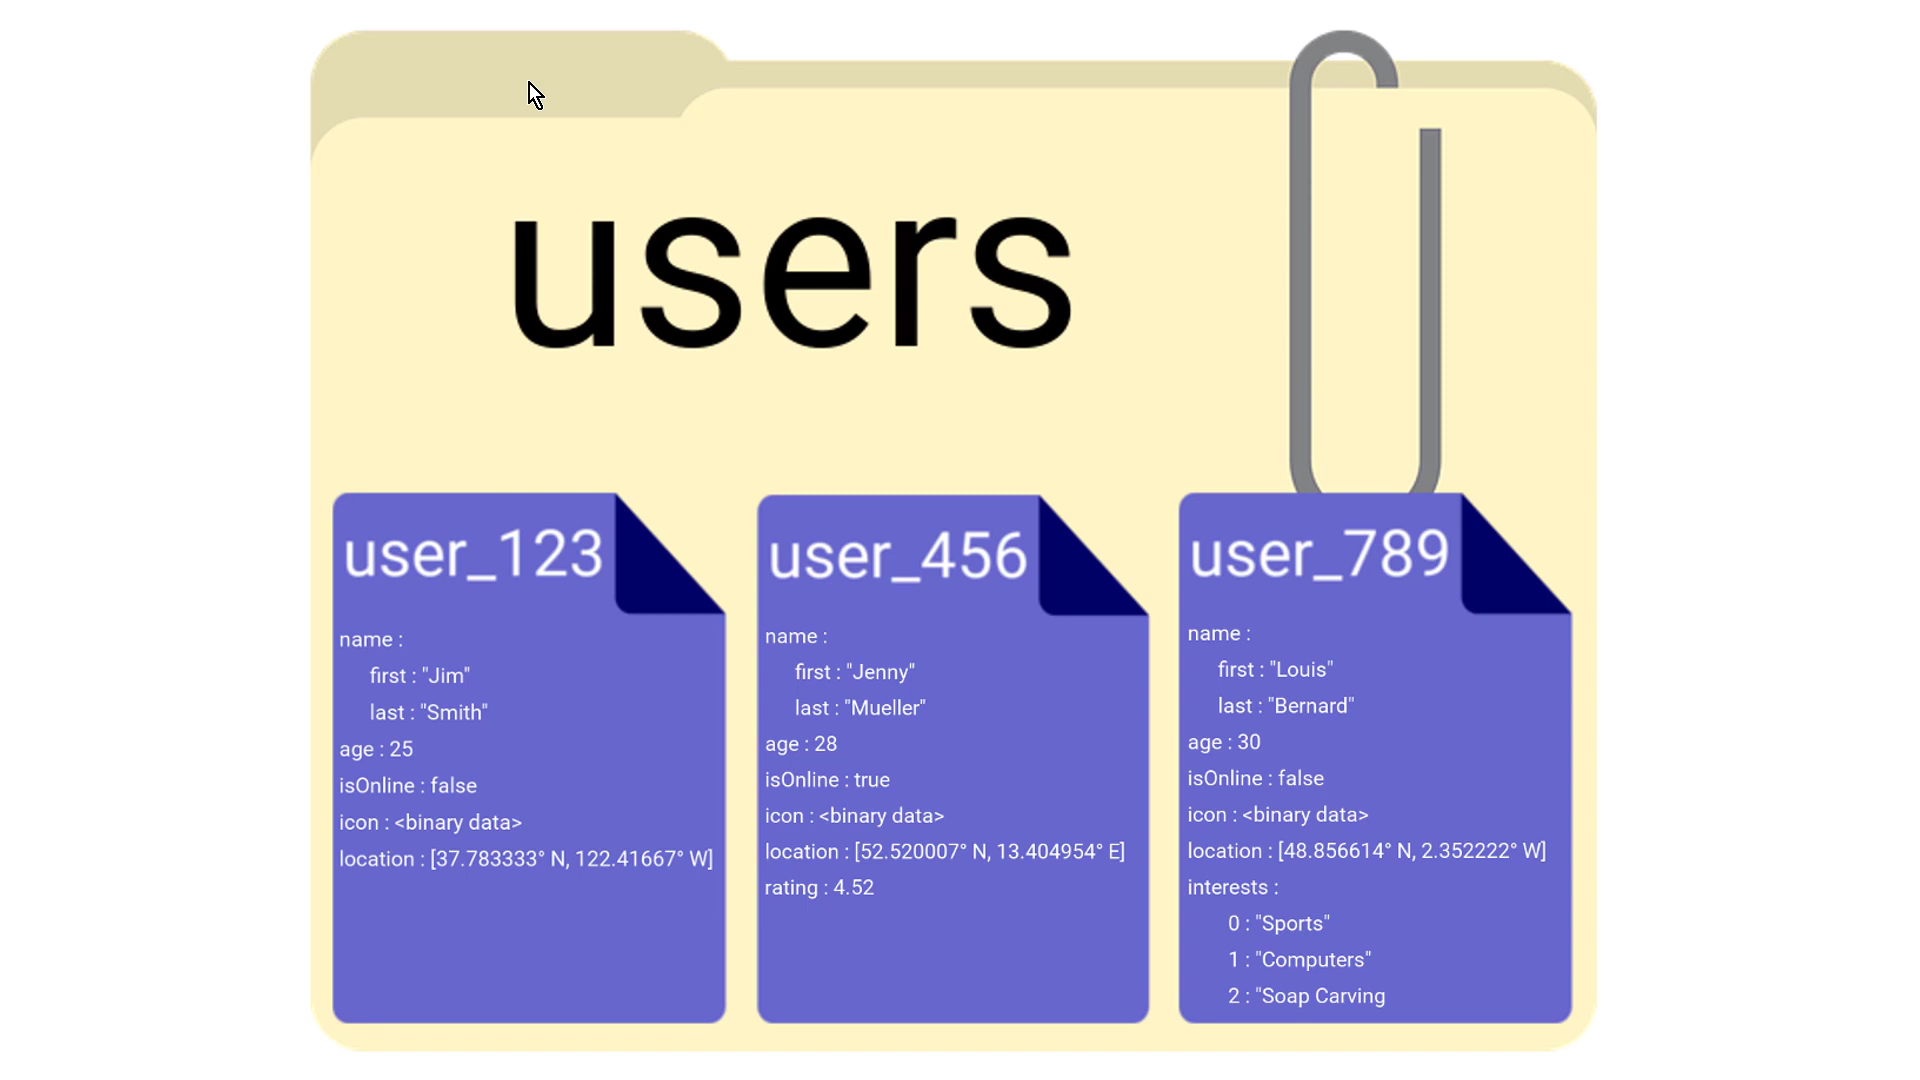 users
user_123
name :
first : "Jim"
last : "Smith"
age : 25
isOnline : false
icon : <binary data>
location : [37.783333° N, 122.41667° W]
user_456
name :
first : "Jenny"
last : "Mueller"
age : 28
isOnline : true
icon : <binary data>
location : [52.520007° N, 13.404954° E]
rating : 4.52
user_789
name :
first : "Louis"
last : "Bernard"
age : 30
isOnline : false
icon : <binary data>
location : [48.856614° N, 2.352222° W]
interests :
0 : "Sports"
1 : "Computers"
2 : "Soap Carving